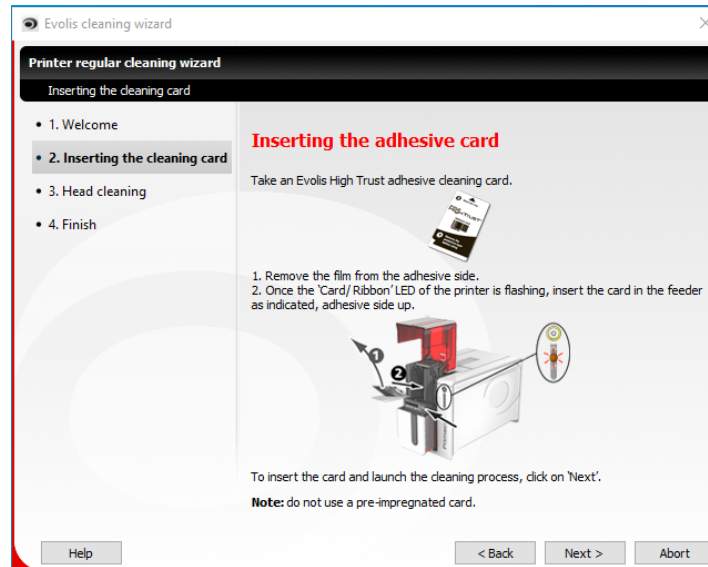 Evolis cleaning wizard
Printer regular cleaning wizard
Inserting the cleaning card
• 1. Welcome
• 2. Inserting the cleaning card
• 3. Head cleaning
• 4. Finish
Inserting the adhesive card
Take an Evolis High Trust adhesive cleaning card.
1. Remove the film from the adhesive side.
2. Once the 'Card/ Ribbon' LED of the printer is flashing, insert the card in the feeder
as indicated, adhesive side up.
1
2
To insert the card and launch the cleaning process, click on 'Next'.
Note: do not use a pre-impregnated card.
Help
< Back
Next >
Abort